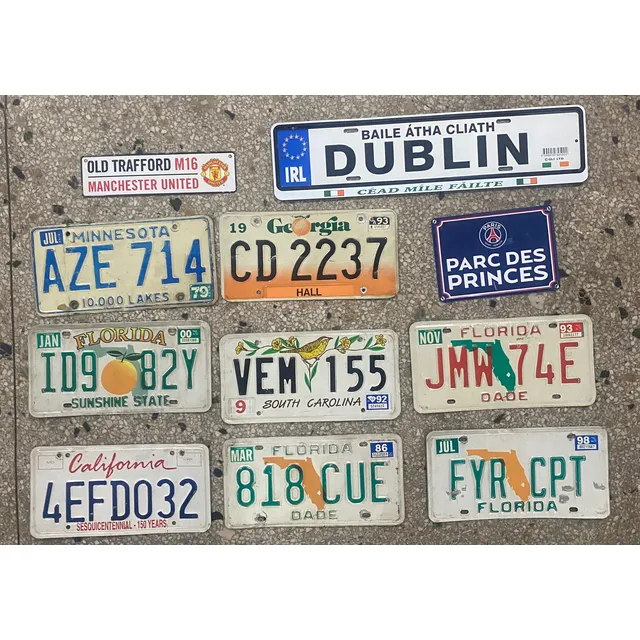 OLD TRAFFORD M16
MANCHESTER UNITED
BAILE ÁTHA CLIATH
IRL DUBLIN
CÉAD MÍLE FÁILTE
JUL MINNESOTA
AZE 714
10,000 LAKES 79
19 Georgia 93
CD 2237
HALL
PARIS
PARC DES
PRINCES
JAN FLORIDA 00
ID9 82Y
SUNSHINE STATE
VEM 155
9 SOUTH CAROLINA 92
NOV FLORIDA 93
JMW 74E
DADE
California
4EFD032
SESQUICENTENNIAL - 150 YEARS
MAR FLORIDA 86
818 CUE
DADE
JUL 98
FYR CPT
FLORIDA